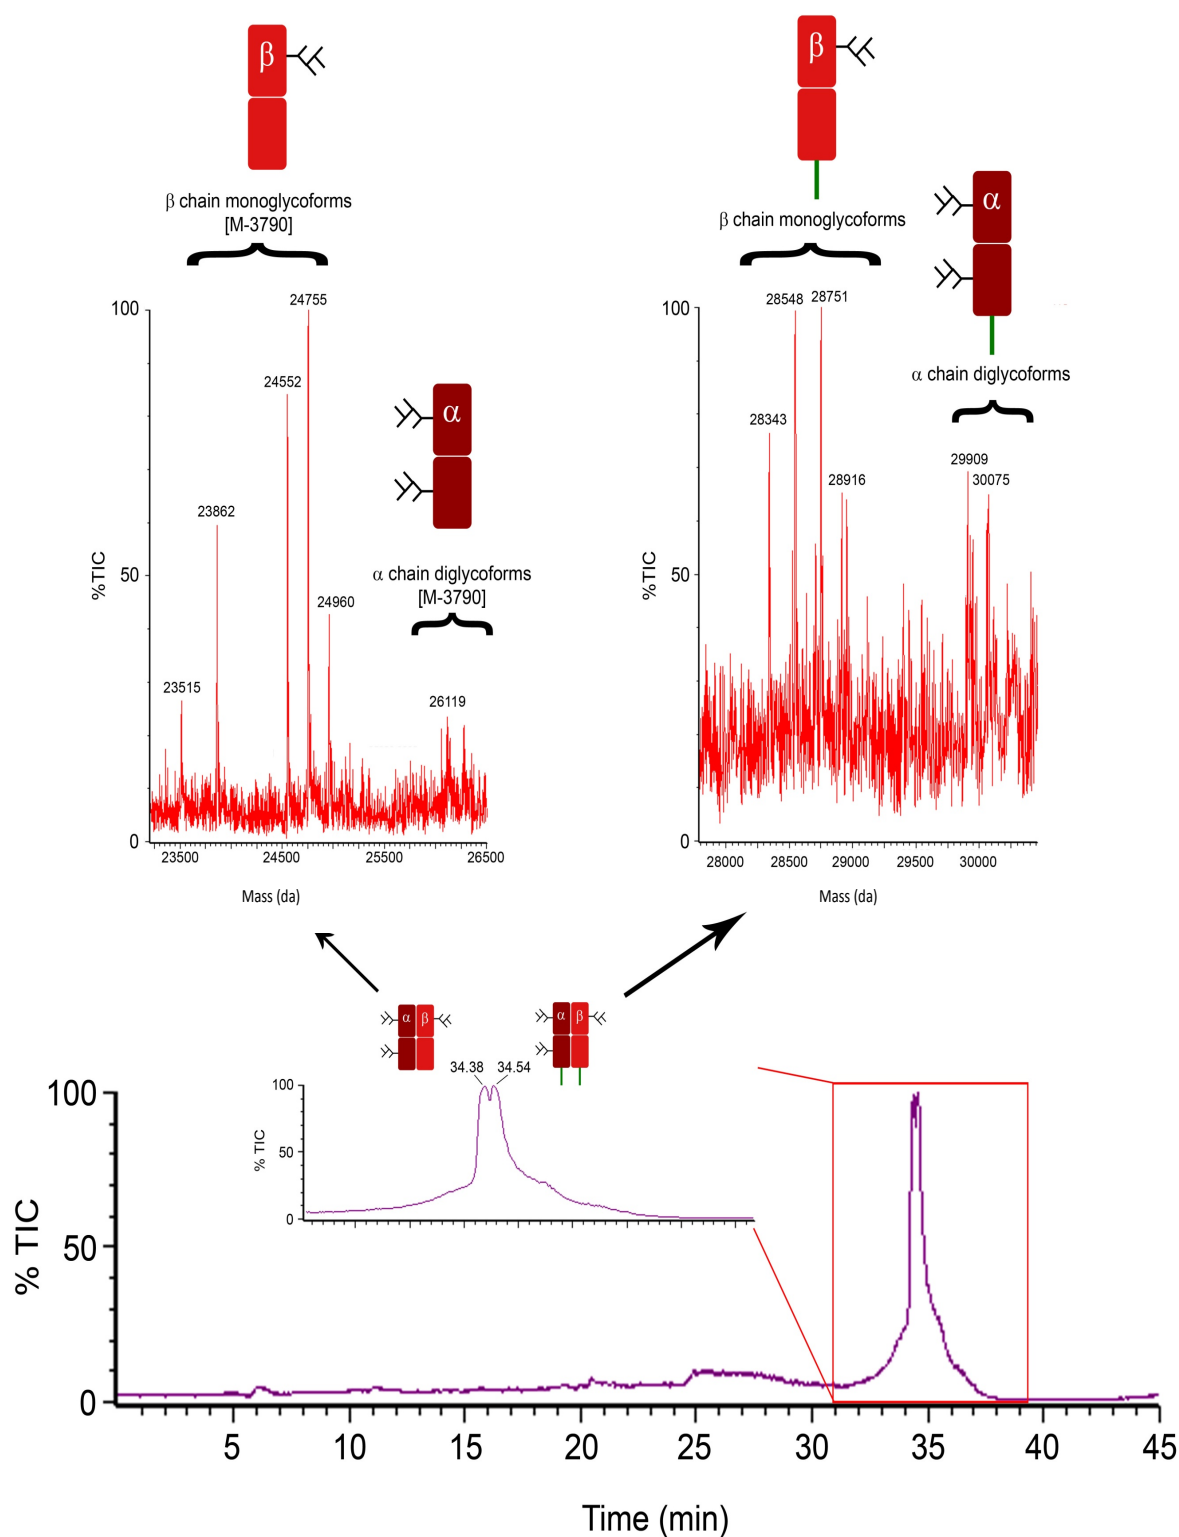 β
β chain monoglycoforms
[M-3790]
24755
100
24552
α
23862
α chain diglycoforms
[M-3790]
50
%TIC
24960
23515
26119
0
23500 24500 25500 26500
Mass (da)
β
α
β chain monoglycoforms
α chain diglycoforms
100
28548 28751
28343
28916
29909
30075
50
%TIC
0
28000 28500 29000 29500 30000
Mass (da)
α β
α β
34.38 34.54
100
50
0
% TIC
100
50
0
% TIC
5 10 15 20 25 30 35 40 45
Time (min)